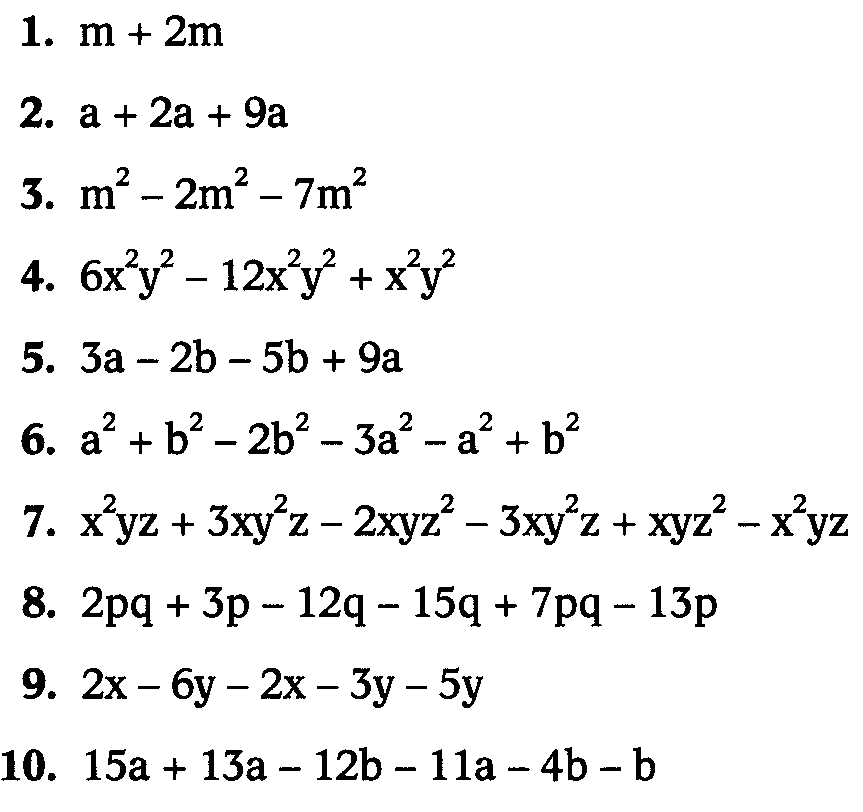 1. m + 2m
2. a + 2a + 9a
3. m² – 2m² – 7m²
4. 6x²y² – 12x²y² + x²y²
5. 3a – 2b – 5b + 9a
6. a² + b² – 2b² – 3a² – a² + b²
7. x²yz + 3xy²z – 2xyz² – 3xy²z + xyz² – x²yz
8. 2pq + 3p – 12q – 15q + 7pq – 13p
9. 2x – 6y – 2x – 3y – 5y
10. 15a + 13a – 12b – 11a – 4b – b